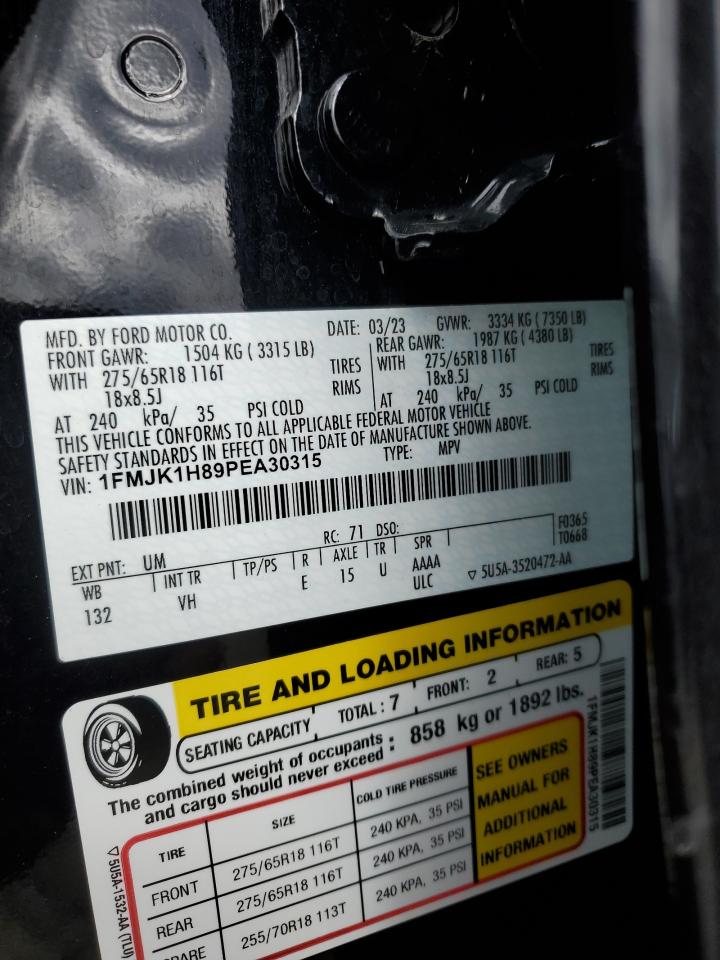 MFD. BY FORD MOTOR CO. DATE: 03/23 GVWR: 3334 KG ( 7350 LB)
FRONT GAWR: 1504 KG ( 3315 LB) REAR GAWR: 1987 KG ( 4380 LB)
WITH 275/65R18 116T TIRES WITH 275/65R18 116T TIRES
18x8.5J RIMS 18x8.5J RIMS
AT 240 kPa/ 35 PSI COLD AT 240 kPa/ 35 PSI COLD
THIS VEHICLE CONFORMS TO ALL APPLICABLE FEDERAL MOTOR VEHICLE
SAFETY STANDARDS IN EFFECT ON THE DATE OF MANUFACTURE SHOWN ABOVE.
VIN: 1FMJK1H89PEA30315 TYPE: MPV
F0365
T0668
EXT PNT: UM RC: 71 DSO:
WB INT TR TP/PS R AXLE TR SPR
132 VH E 15 U AAAA
ULC ▽ 5U5A-3520472-AA
TIRE AND LOADING INFORMATION
SEATING CAPACITY TOTAL : 7 FRONT: 2 REAR: 5
The combined weight of occupants
and cargo should never exceed : 858 kg or 1892 lbs.
TIRE SIZE COLD TIRE PRESSURE
FRONT 275/65R18 116T 240 KPA, 35 PSI
REAR 275/65R18 116T 240 KPA, 35 PSI
255/70R18 113T 240 KPA, 35 PSI
SEE OWNERS
MANUAL FOR
ADDITIONAL
INFORMATION
1FMJK1H89PEA30315
▽ 5U5A-1532-AA (TLU)